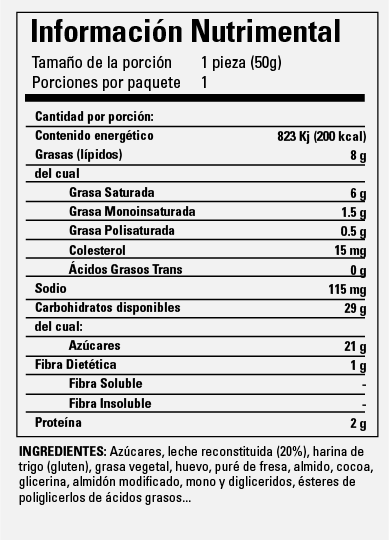 Información Nutrimental
Tamaño de la porción 1 pieza (50g)
Porciones por paquete 1
Cantidad por porción:
Contenido energético 823 Kj (200 kcal)
Grasas (lípidos) 8 g
del cual
Grasa Saturada 6 g
Grasa Monoinsaturada 1.5 g
Grasa Polisaturada 0.5 g
Colesterol 15 mg
Ácidos Grasos Trans 0 g
Sodio 115 mg
Carbohidratos disponibles 29 g
del cual:
Azúcares 21 g
Fibra Dietética 1 g
Fibra Soluble -
Fibra Insoluble -
Proteína 2 g
INGREDIENTES: Azúcares, leche reconstituida (20%), harina de
trigo (gluten), grasa vegetal, huevo, puré de fresa, almido, cocoa,
glicerina, almidón modificado, mono y digliceridos, ésteres de
poliglicerlos de ácidos grasos...